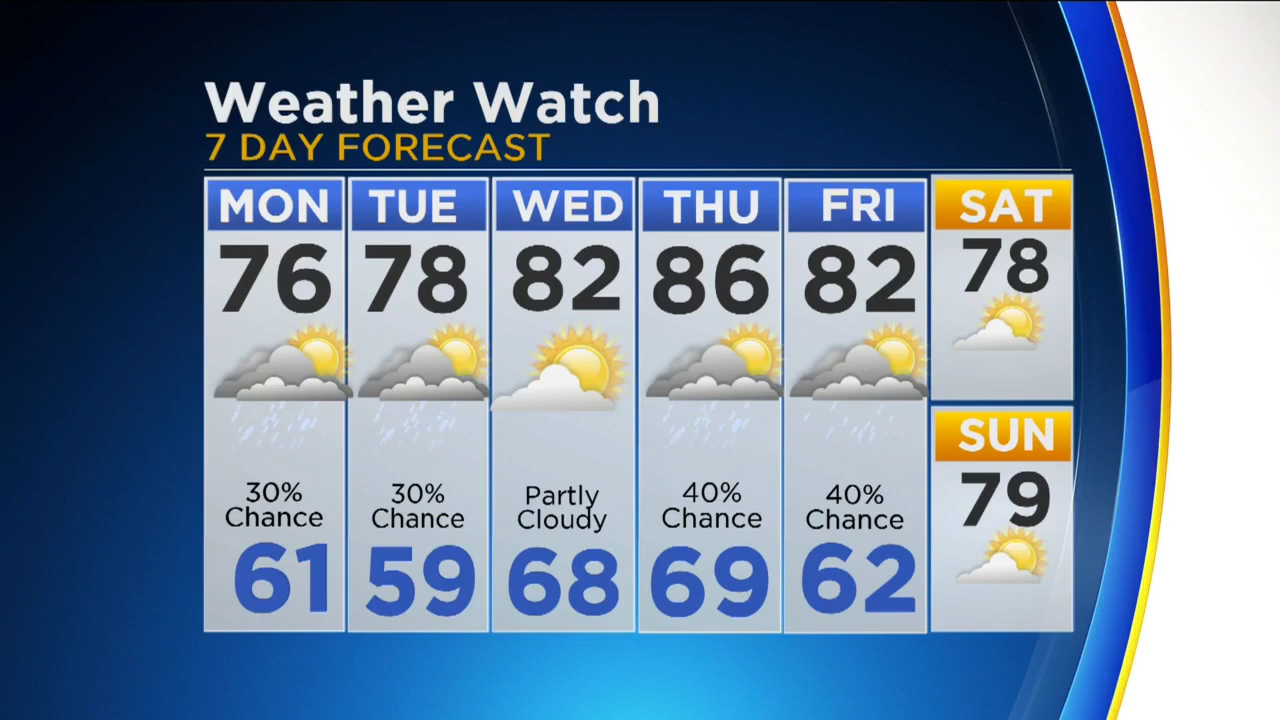 Weather Watch
7 DAY FORECAST
MON
76
30%
Chance
61
TUE
78
30%
Chance
59
WED
82
Partly
Cloudy
68
THU
86
40%
Chance
69
FRI
82
40%
Chance
62
SAT
78
SUN
79